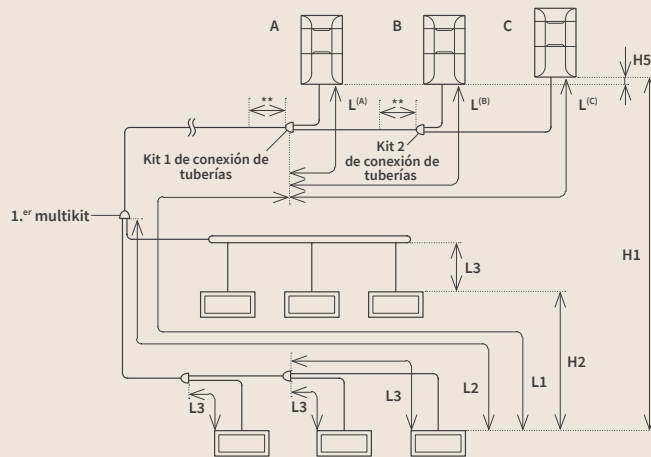 A
B
C
H5
**
**
L(A)
L(B)
L(C)
Kit 1 de conexión de
tuberías
Kit 2
de conexión de
tuberías
1.er multikit
L3
H1
H2
L3
L3
L3
L2
L1